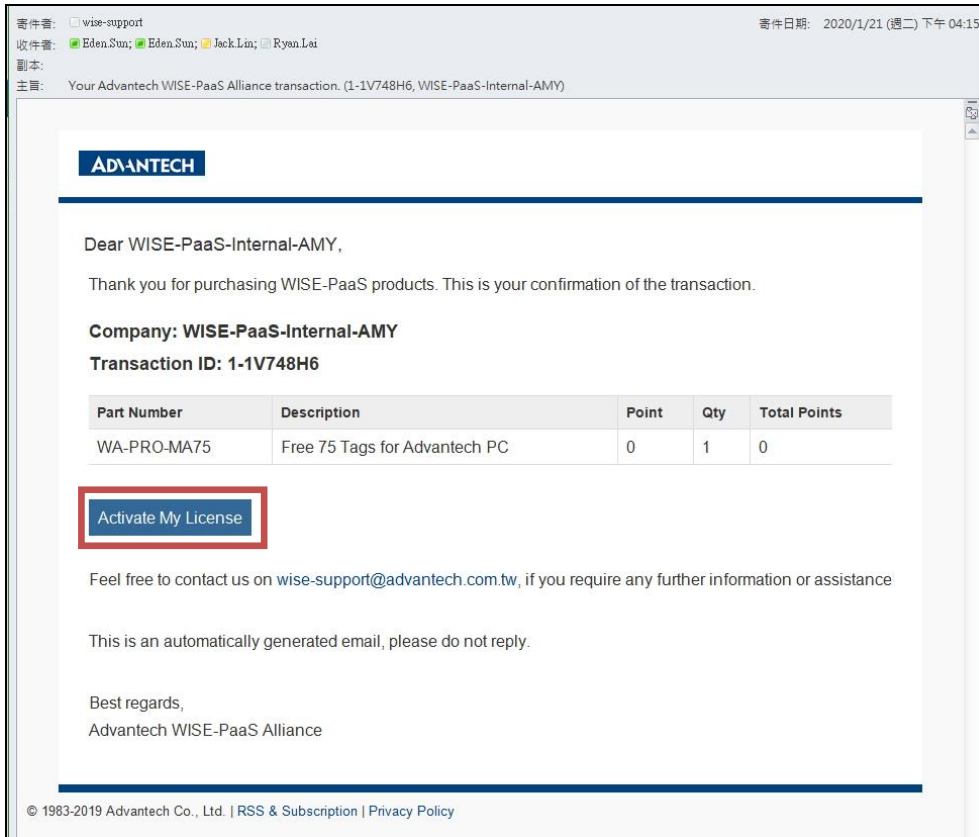 寄件者: wise-support 寄件日期: 2020/1/21 (週二) 下午 04:15
收件者: Eden.Sun; Eden.Sun; Jack.Lin; Ryan.Lai
副本:
主旨: Your Advantech WISE-PaaS Alliance transaction. (1-1V748H6, WISE-PaaS-Internal-AMY)
ADVANTECH
Dear WISE-PaaS-Internal-AMY,
Thank you for purchasing WISE-PaaS products. This is your confirmation of the transaction.
Company: WISE-PaaS-Internal-AMY
Transaction ID: 1-1V748H6
Part Number Description Point Qty Total Points
WA-PRO-MA75 Free 75 Tags for Advantech PC 0 1 0
Activate My License
Feel free to contact us on wise-support@advantech.com.tw, if you require any further information or assistance
This is an automatically generated email, please do not reply.
Best regards,
Advantech WISE-PaaS Alliance
© 1983-2019 Advantech Co., Ltd. | RSS & Subscription | Privacy Policy